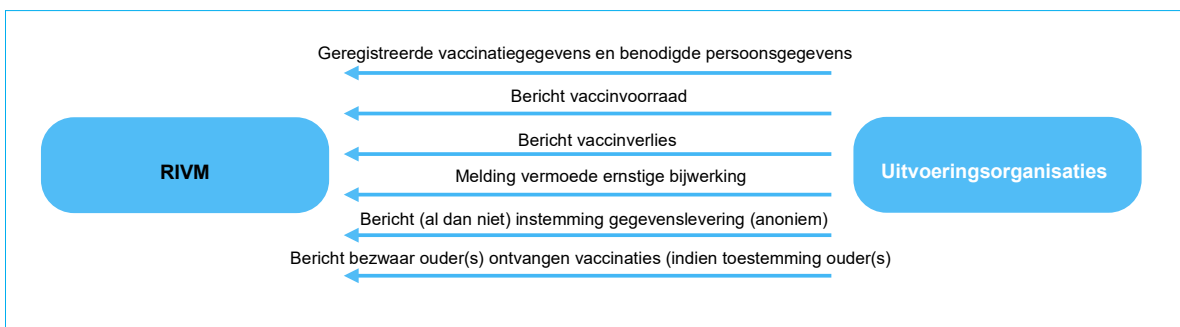 Geregistreerde vaccinatiegegevens en benodigde persoonsgegevens
Bericht vaccinvoorraad
Bericht vaccinverlies
RIVM
Uitvoeringsorganisaties
Melding vermoede ernstige bijwerking
Bericht (al dan niet) instemming gegevenslevering (anoniem)
Bericht bezwaar ouder(s) ontvangen vaccinaties (indien toestemming ouder(s)